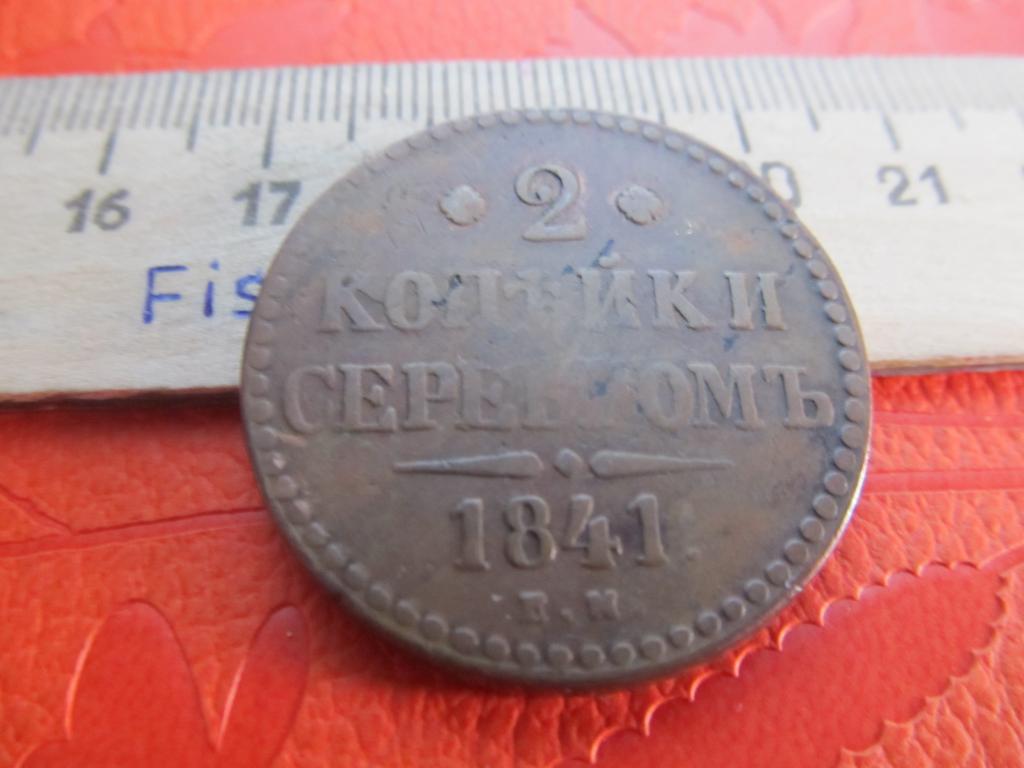 16 17 21
Fis
2
КОПѢЙКИ
СЕРЕБРОМЪ
1841.
Е.М.